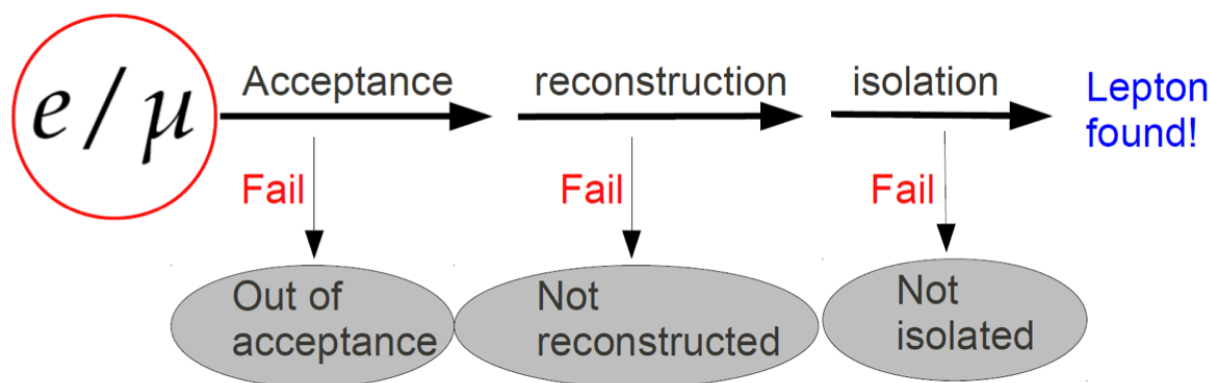 e/μ
Acceptance
reconstruction
isolation
Lepton
found!
Fail
Fail
Fail
Out of
acceptance
Not
reconstructed
Not
isolated